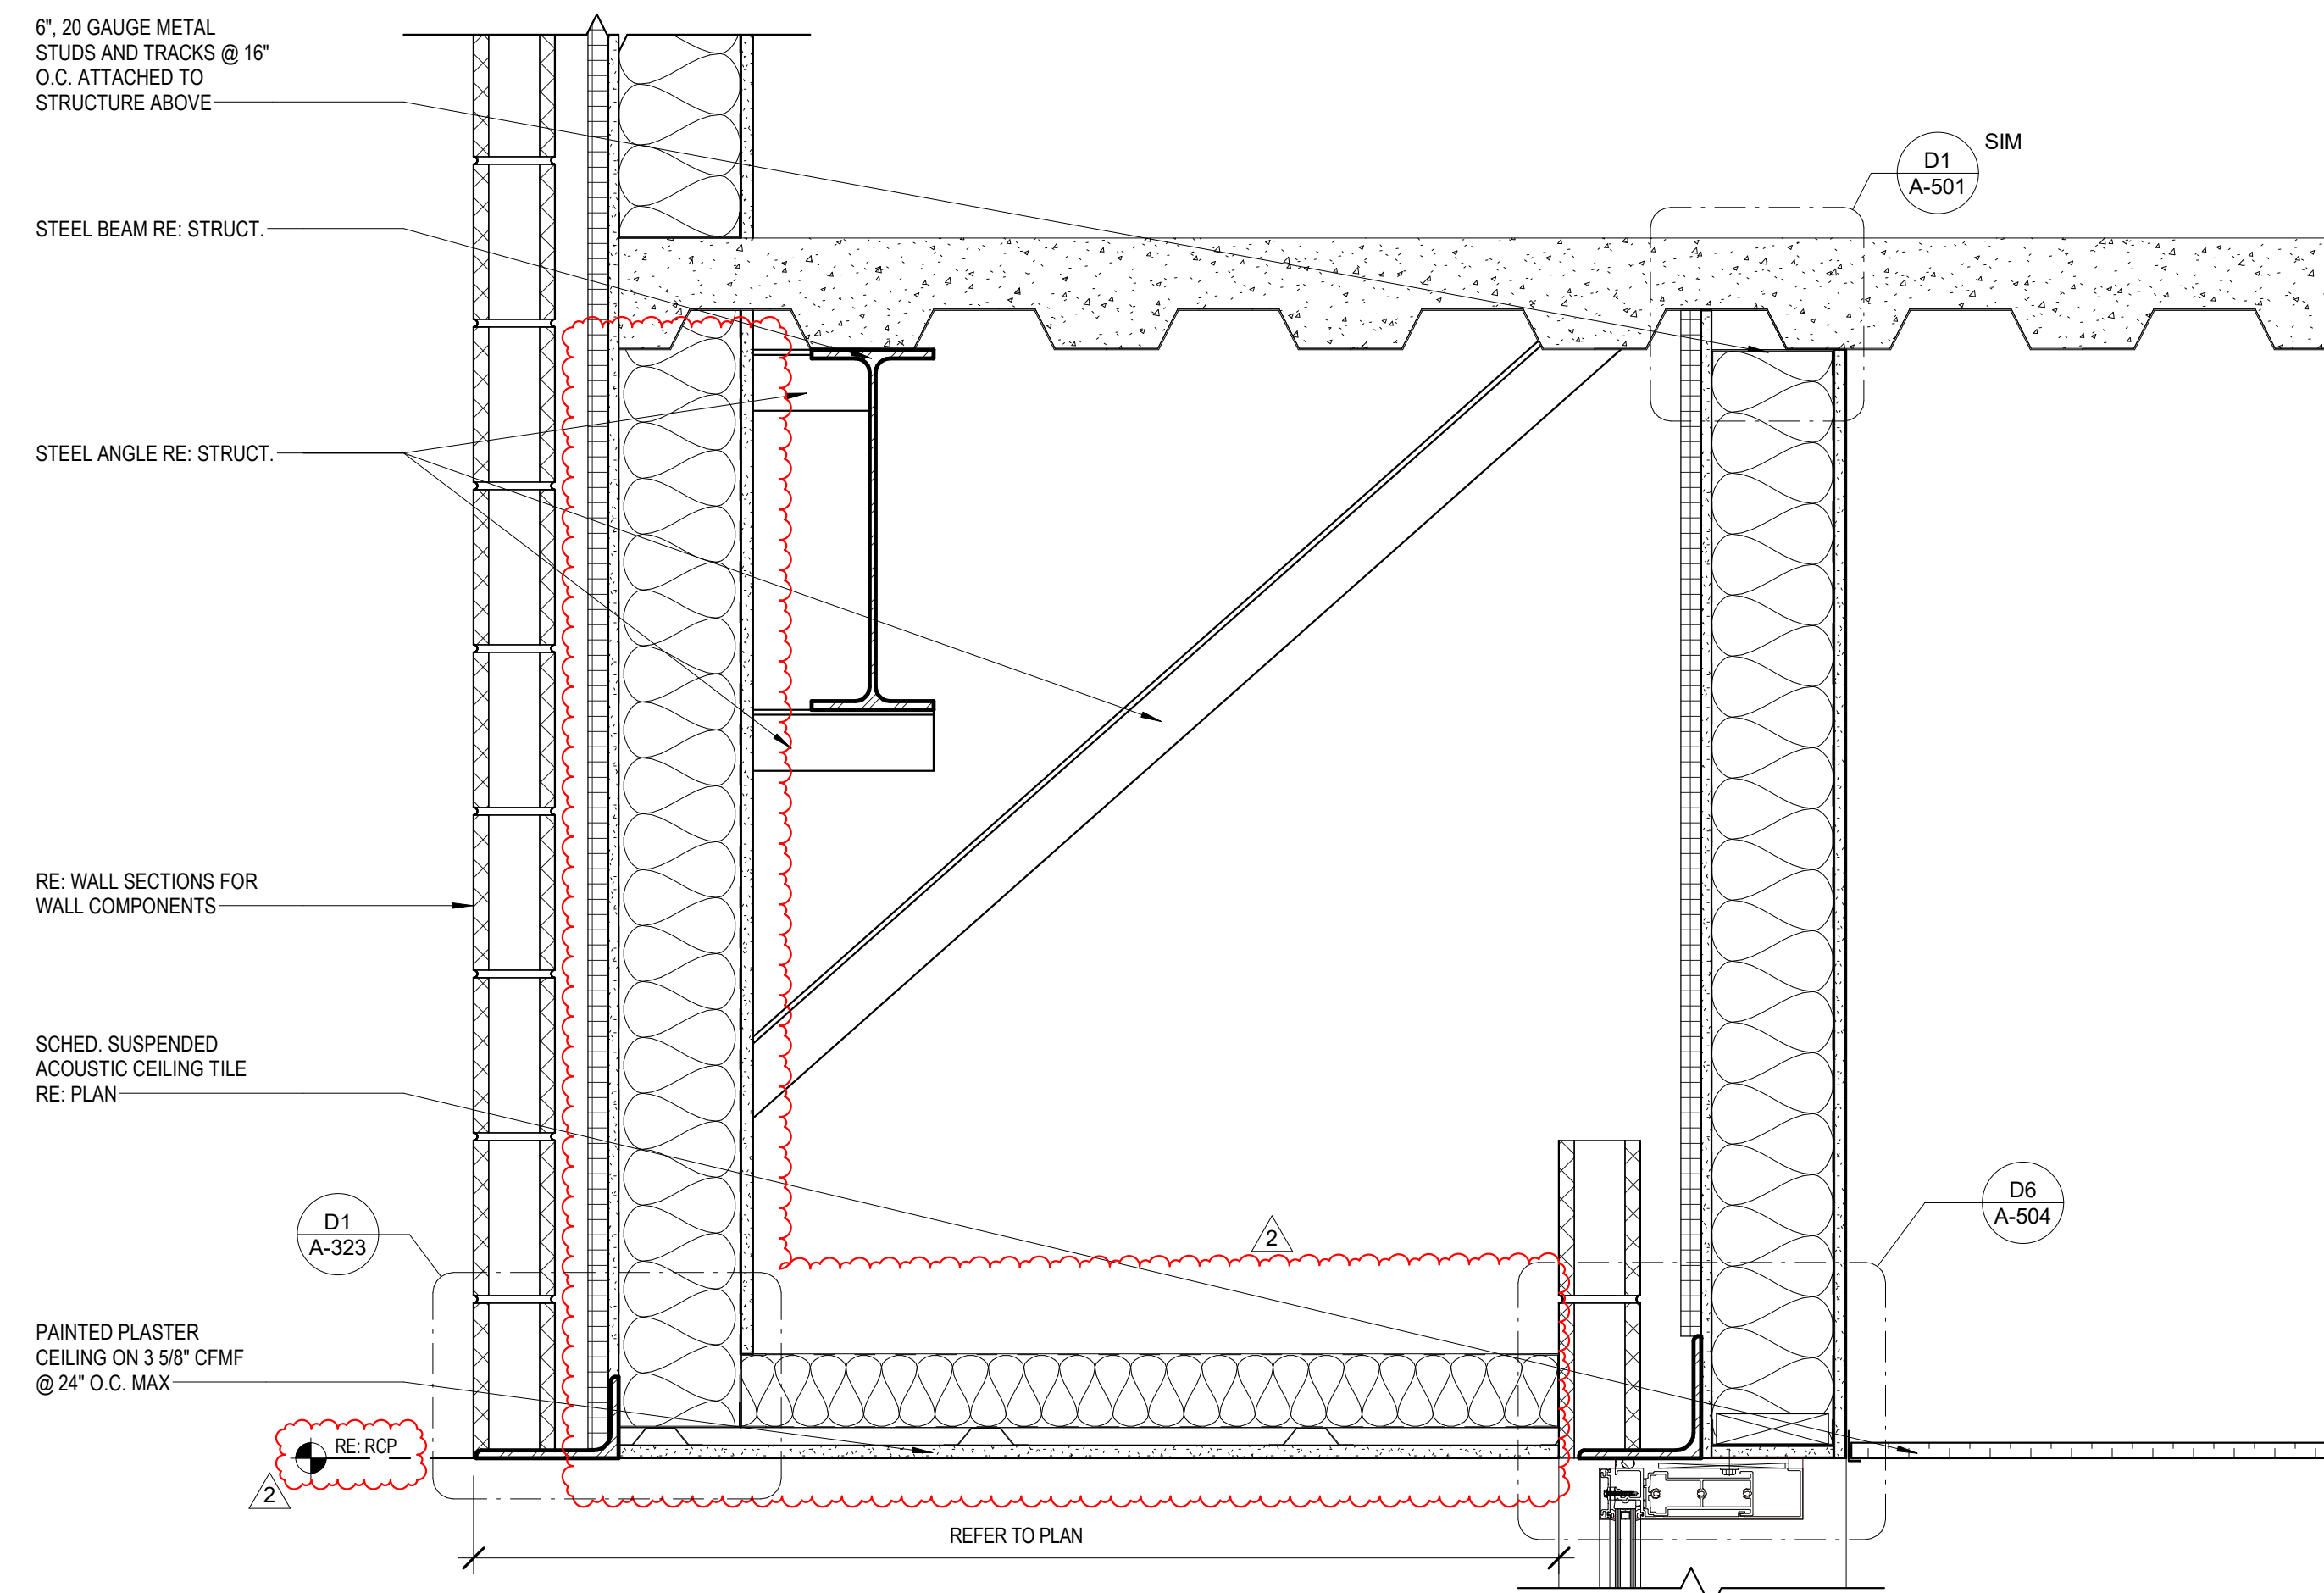 6", 20 GAUGE METAL
STUDS AND TRACKS @ 16"
O.C. ATTACHED TO
STRUCTURE ABOVE
SIM
D1
A-501
STEEL BEAM RE: STRUCT.
STEEL ANGLE RE: STRUCT.
RE: WALL SECTIONS FOR
WALL COMPONENTS
SCHED. SUSPENDED
ACOUSTIC CEILING TILE
RE: PLAN
D6
A-504
D1
A-323
2
PAINTED PLASTER
CEILING ON 3 5/8" CFMF
@ 24" O.C. MAX
RE: RCP
2
REFER TO PLAN